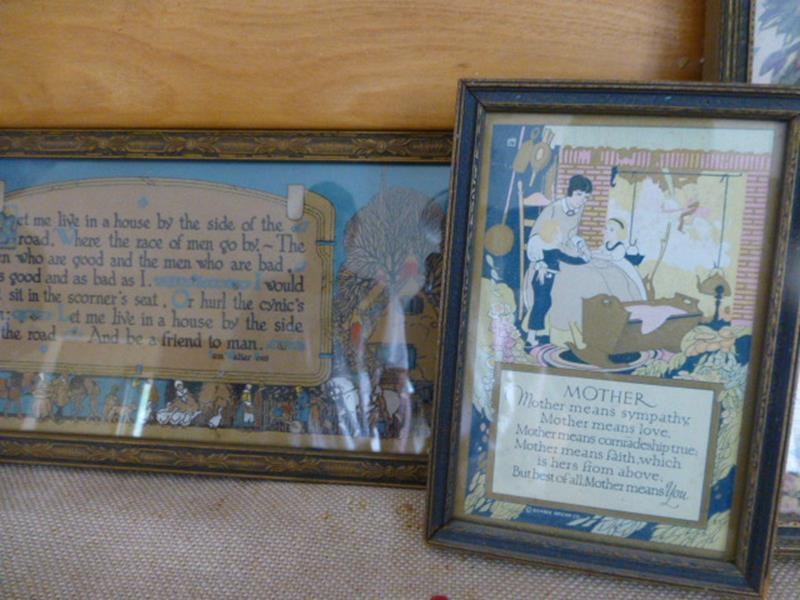 et me live in a house by the side of the
road, Where the race of men go by. ~ The
n who are good and the men who are bad,
s good and as bad as I. I would
sit in the scorner's seat, Or hurl the cynic's
Let me live in a house by the side
the road And be a friend to man.
Walter
MOTHER
Mother means sympathy,
Mother means love,
Mother means comradeship true;
Mother means faith, which
is hers from above;
But best of all, Mother means You